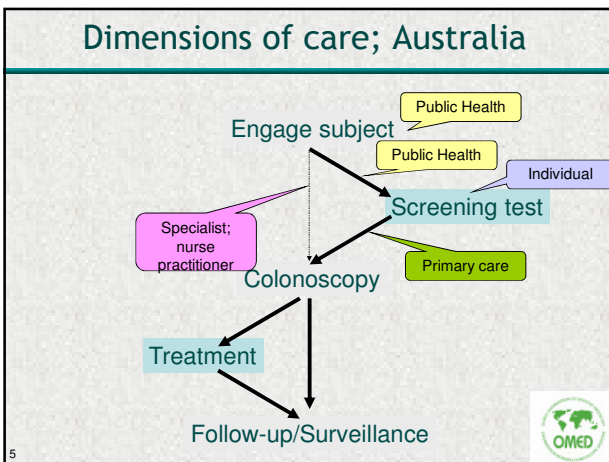 Dimensions of care; Australia
Public Health
Engage subject
Public Health
Individual
Screening test
Specialist;
nurse
practitioner
Primary care
Colonoscopy
Treatment
Follow-up/Surveillance
OMED
5